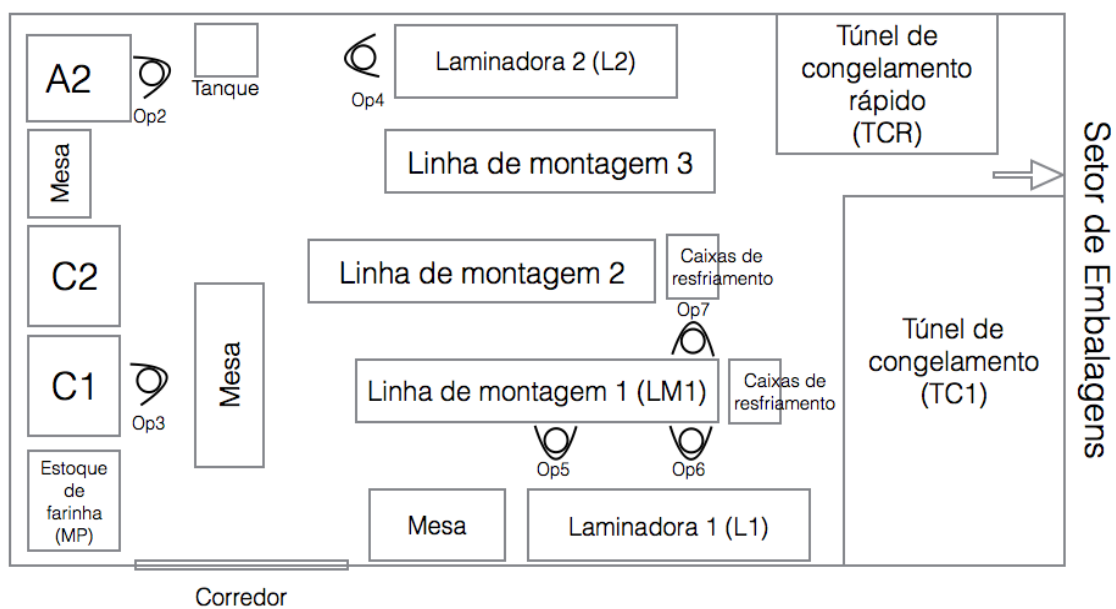 A2
Op2
Tanque
Op4
Laminadora 2 (L2)
Túnel de
congelamento
rápido
(TCR)
Mesa
Linha de montagem 3
Setor de Embalagens
C2
Linha de montagem 2
Caixas de
resfriamento
Op7
C1
Op3
Mesa
Linha de montagem 1 (LM1)
Caixas de
resfriamento
Túnel de
congelamento
(TC1)
Op5
Op6
Estoque
de
farinha
(MP)
Mesa
Laminadora 1 (L1)
Corredor